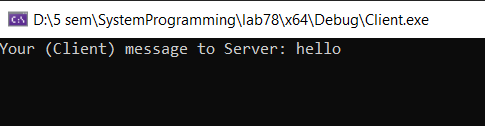 D:\5 sem\SystemProgramming\lab78\x64\Debug\Client.exe
Your (Client) message to Server: hello